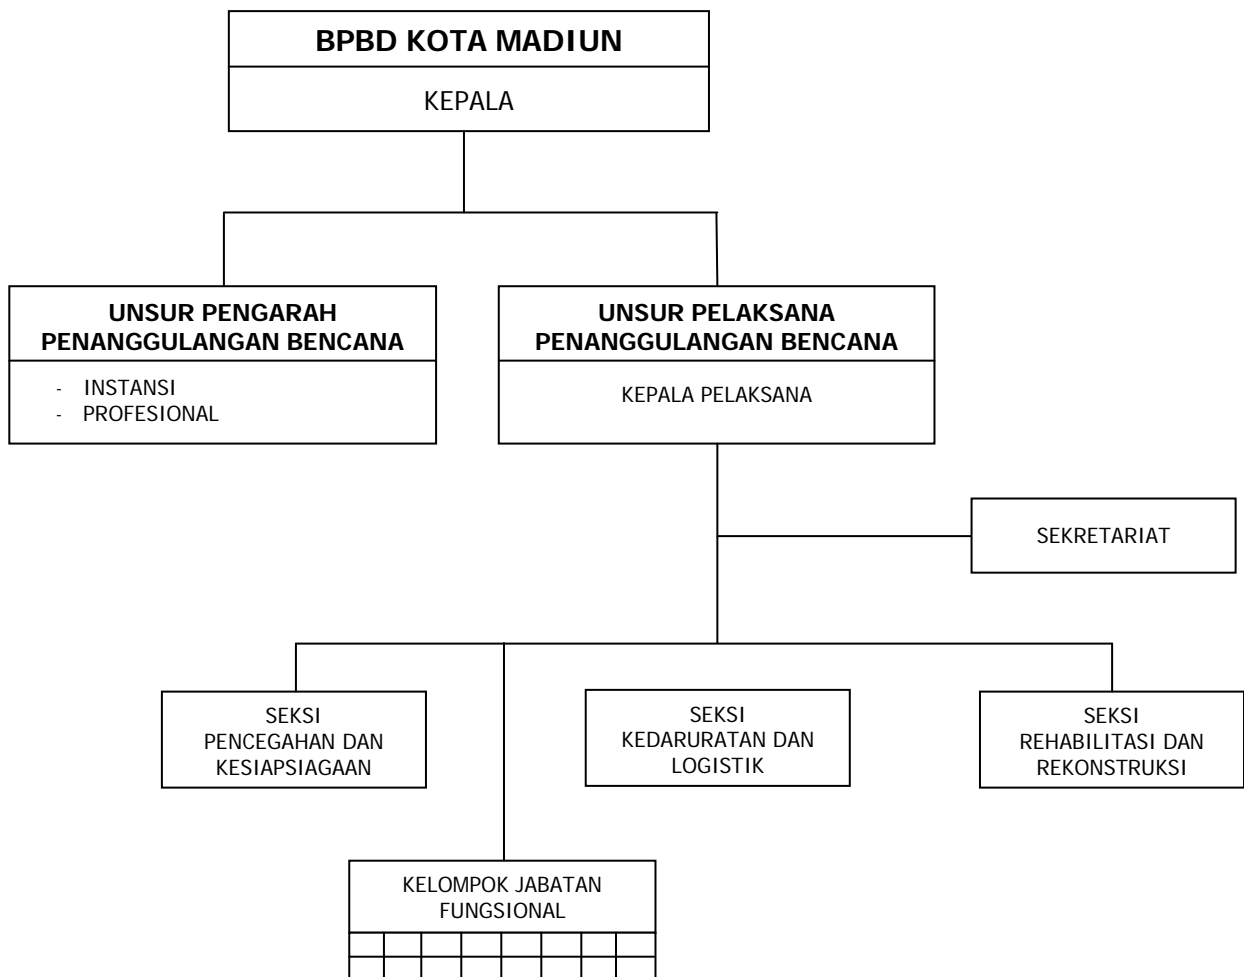 BPBD KOTA MADIUN
KEPALA
UNSUR PENGARAH
PENANGGULANGAN BENCANA
- INSTANSI
- PROFESIONAL
UNSUR PELAKSANA
PENANGGULANGAN BENCANA
KEPALA PELAKSANA
SEKRETARIAT
SEKSI
PENCEGAHAN DAN
KESIAPSIAGAAN
SEKSI
KEDARURATAN DAN
LOGISTIK
SEKSI
REHABILITASI DAN
REKONSTRUKSI
KELOMPOK JABATAN
FUNGSIONAL